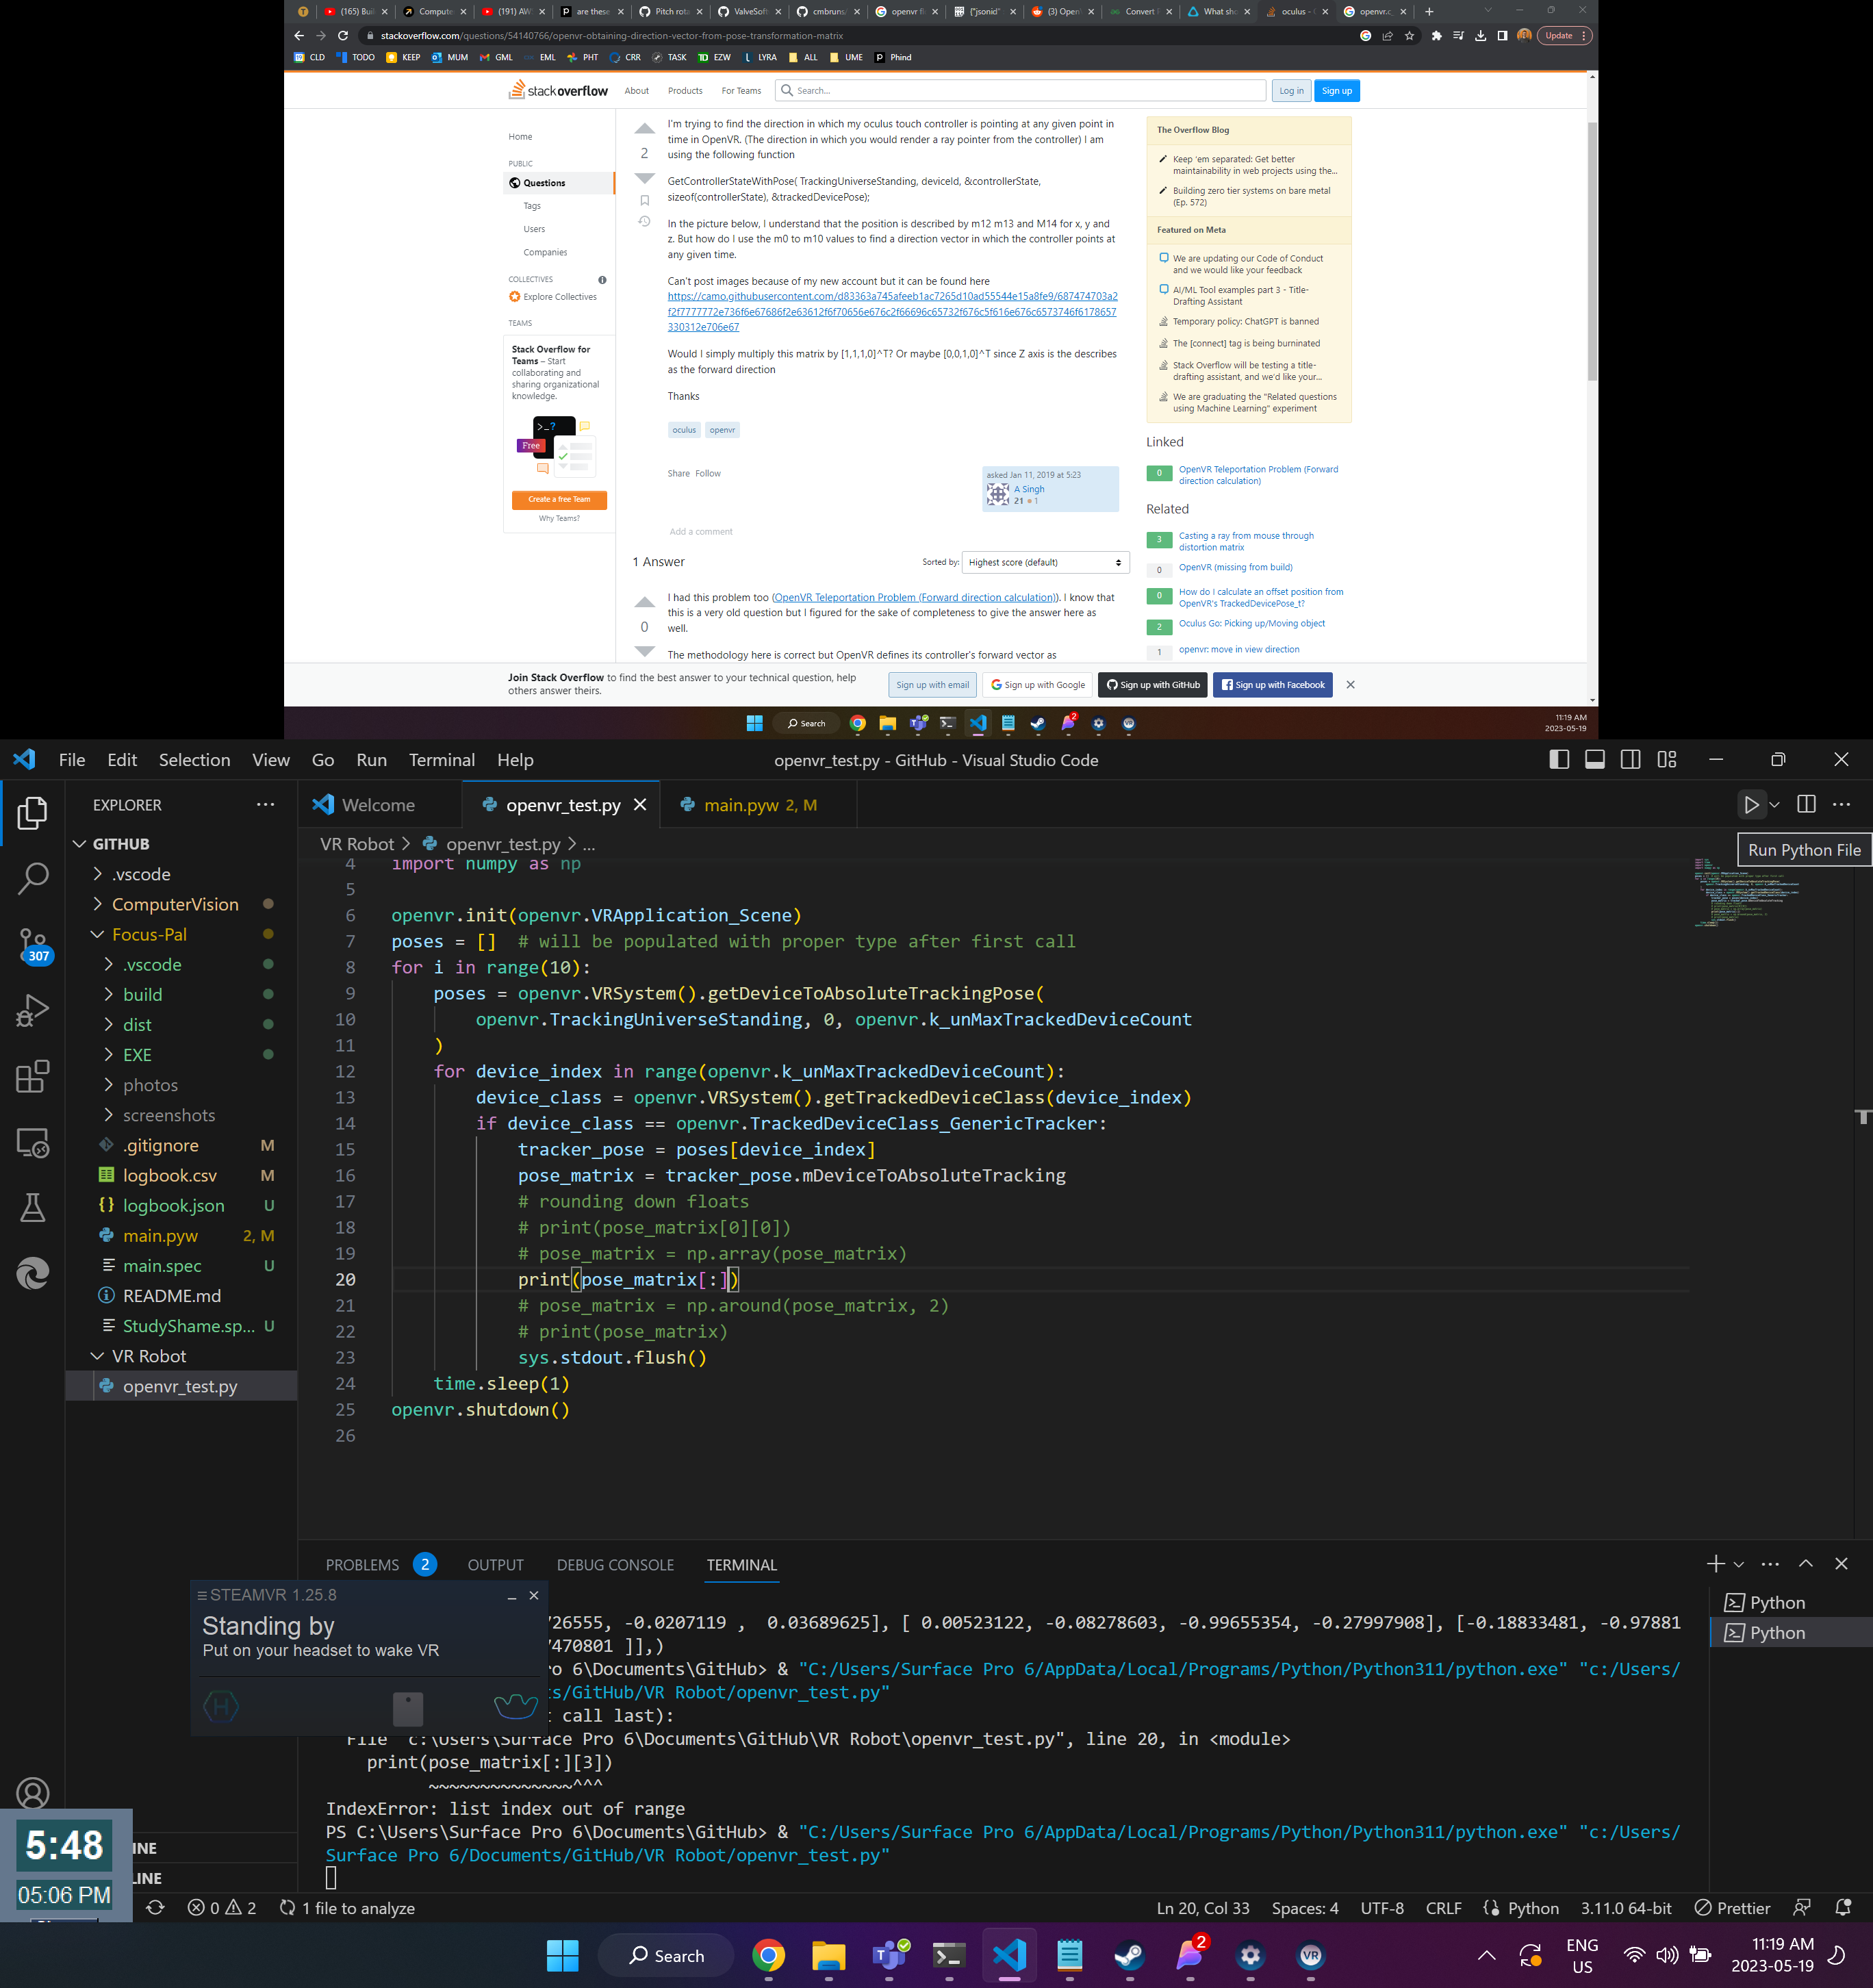 (165) Buil
Compute
(191) AW
are these
Pitch rota
ValveSoft
cmbruns/
openvr fi
{"jsonid"
(3) Open
Convert
What sho
oculus -
openvr.c_
stackoverflow.com/questions/54140766/openvr-obtaining-direction-vector-from-pose-transformation-matrix
Update
CLD TODO KEEP MUM GML EML PHT CRR TASK EZW LYRA ALL UME Phind
stackoverflow About Products For Teams Search... Log in Sign up
Home
PUBLIC
Questions
Tags
Users
Companies
COLLECTIVES
Explore Collectives
TEAMS
Stack Overflow for
Teams – Start
collaborating and
sharing organizational
knowledge.
>_?
Free
Create a free Team
Why Teams?
2
I'm trying to find the direction in which my oculus touch controller is pointing at any given point in
time in OpenVR. (The direction in which you would render a ray pointer from the controller) I am
using the following function
GetControllerStateWithPose( TrackingUniverseStanding, deviceId, &controllerState,
sizeof(controllerState), &trackedDevicePose);
In the picture below, I understand that the position is described by m12 m13 and M14 for x, y and
z. But how do I use the m0 to m10 values to find a direction vector in which the controller points at
any given time.
Can't post images because of my new account but it can be found here
https://camo.githubusercontent.com/d83363a745afeeb1ac7265d10ad55544e15a8fe9/687474703a2
f2f7777772e736f6e67686f2e63612f6f70656e676c2f66696c65732f676c5f616e676c6573746f6178657
330312e706e67
Would I simply multiply this matrix by [1,1,1,0]^T? Or maybe [0,0,1,0]^T since Z axis is the describes
as the forward direction
Thanks
oculus openvr
Share Follow
asked Jan 11, 2019 at 5:23
A Singh
21 1
Add a comment
1 Answer
Sorted by: Highest score (default)
0
I had this problem too (OpenVR Teleportation Problem (Forward direction calculation)). I know that
this is a very old question but I figured for the sake of completeness to give the answer here as
well.
The methodology here is correct but OpenVR defines its controller's forward vector as
The Overflow Blog
Keep 'em separated: Get better
maintainability in web projects using the...
Building zero tier systems on bare metal
(Ep. 572)
Featured on Meta
We are updating our Code of Conduct
and we would like your feedback
AI/ML Tool examples part 3 - Title-
Drafting Assistant
Temporary policy: ChatGPT is banned
The [connect] tag is being burninated
Stack Overflow will be testing a title-
drafting assistant, and we'd like your...
We are graduating the "Related questions
using Machine Learning" experiment
Linked
0 OpenVR Teleportation Problem (Forward
direction calculation)
Related
3 Casting a ray from mouse through
distortion matrix
0 OpenVR (missing from build)
0 How do I calculate an offset position from
OpenVR's TrackedDevicePose_t?
2 Oculus Go: Picking up/Moving object
1 openvr: move in view direction
Join Stack Overflow to find the best answer to your technical question, help
others answer theirs.
Sign up with email Sign up with Google Sign up with GitHub Sign up with Facebook
Search
2
11:19 AM
2023-05-19
File Edit Selection View Go Run Terminal Help
openvr_test.py - GitHub - Visual Studio Code
EXPLORER
Welcome openvr_test.py main.pyw 2, M
Run Python File
VR Robot > openvr_test.py > ...
307
GITHUB
.vscode
ComputerVision
Focus-Pal
.vscode
build
dist
EXE
photos
screenshots
.gitignore M
logbook.csv M
logbook.json U
main.pyw 2, M
main.spec U
README.md
StudyShame.sp... U
VR Robot
openvr_test.py
4 import numpy as np
5
6 openvr.init(openvr.VRApplication_Scene)
7 poses = [] # will be populated with proper type after first call
8 for i in range(10):
9 poses = openvr.VRSystem().getDeviceToAbsoluteTrackingPose(
10 openvr.TrackingUniverseStanding, 0, openvr.k_unMaxTrackedDeviceCount
11 )
12 for device_index in range(openvr.k_unMaxTrackedDeviceCount):
13 device_class = openvr.VRSystem().getTrackedDeviceClass(device_index)
14 if device_class == openvr.TrackedDeviceClass_GenericTracker:
15 tracker_pose = poses[device_index]
16 pose_matrix = tracker_pose.mDeviceToAbsoluteTracking
17 # rounding down floats
18 # print(pose_matrix[0][0])
19 # pose_matrix = np.array(pose_matrix)
20 print(pose_matrix[:])
21 # pose_matrix = np.around(pose_matrix, 2)
22 # print(pose_matrix)
23 sys.stdout.flush()
24 time.sleep(1)
25 openvr.shutdown()
26
PROBLEMS 2 OUTPUT DEBUG CONSOLE TERMINAL
Python
Python
STEAMVR 1.25.8
Standing by
Put on your headset to wake VR
726555, -0.0207119 , 0.03689625], [ 0.00523122, -0.08278603, -0.99655354, -0.27997908], [-0.18833481, -0.97881
7470801 ]],)
ro 6\Documents\GitHub> & "C:/Users/Surface Pro 6/AppData/Local/Programs/Python/Python311/python.exe" "c:/Users/
ts/GitHub/VR Robot/openvr_test.py"
t call last):
File "c:\Users\Surface Pro 6\Documents\GitHub\VR Robot\openvr_test.py", line 20, in <module>
print(pose_matrix[:][3])
~~~~~~~~~~~~~~^^^
IndexError: list index out of range
PS C:\Users\Surface Pro 6\Documents\GitHub> & "C:/Users/Surface Pro 6/AppData/Local/Programs/Python/Python311/python.exe" "c:/Users/
Surface Pro 6/Documents/GitHub/VR Robot/openvr_test.py"
5:48
05:06 PM
INE
LINE
0 2 1 file to analyze
Ln 20, Col 33 Spaces: 4 UTF-8 CRLF Python 3.11.0 64-bit Prettier
Search
2
ENG
US
11:19 AM
2023-05-19